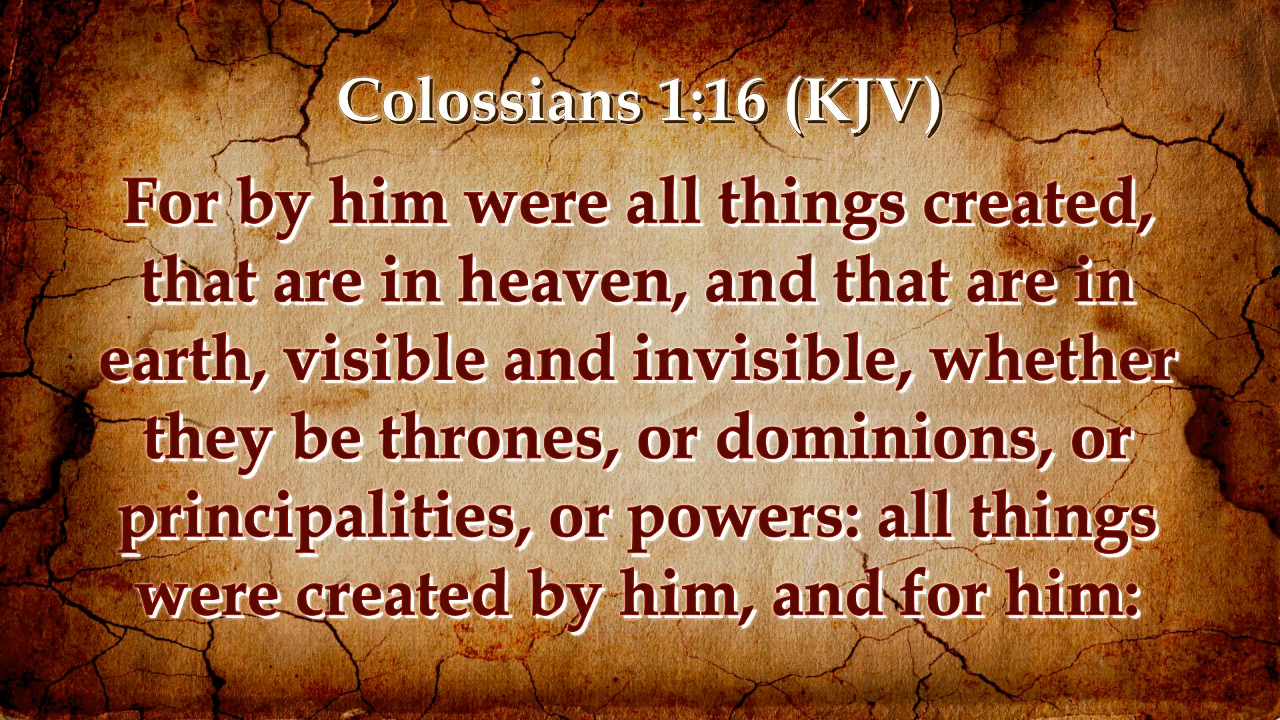 Colossians 1:16 (KJV)
For by him were all things created,
that are in heaven, and that are in
earth, visible and invisible, whether
they be thrones, or dominions, or
principalities, or powers: all things
were created by him, and for him: